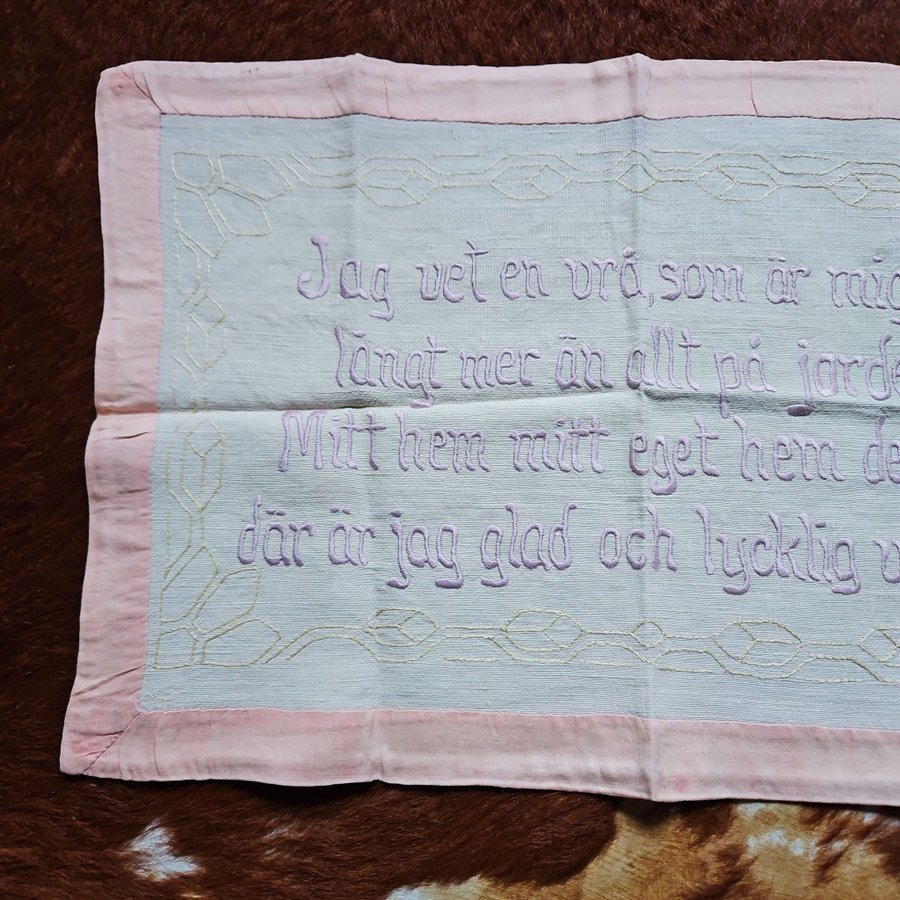 Jag vet en vrå, som är mig
långt mer än allt på jorde
Mitt hem mitt eget hem de
där är jag glad och lycklig v